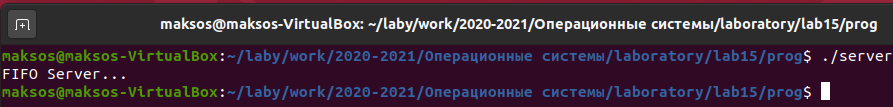 maksos@maksos-VirtualBox: ~/laby/work/2020-2021/Операционные системы/laboratory/lab15/prog
maksos@maksos-VirtualBox:~/laby/work/2020-2021/Операционные системы/laboratory/lab15/prog$ ./server
FIFO Server...
maksos@maksos-VirtualBox:~/laby/work/2020-2021/Операционные системы/laboratory/lab15/prog$